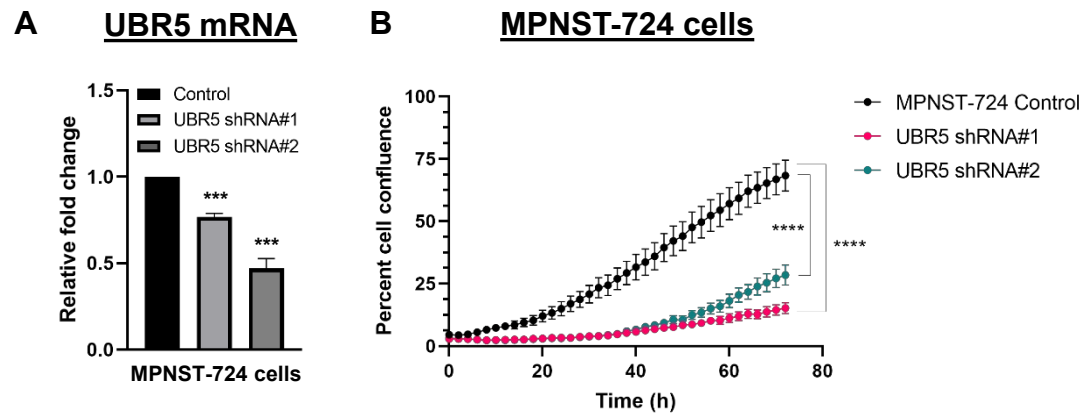 A
UBR5 mRNA
Relative fold change
1.5
1.0
0.5
0.0
Control
UBR5 shRNA#1
UBR5 shRNA#2
***
***
MPNST-724 cells
B
MPNST-724 cells
Percent cell confluence
100
75
50
25
0
0
20
40
60
80
Time (h)
****
****
MPNST-724 Control
UBR5 shRNA#1
UBR5 shRNA#2